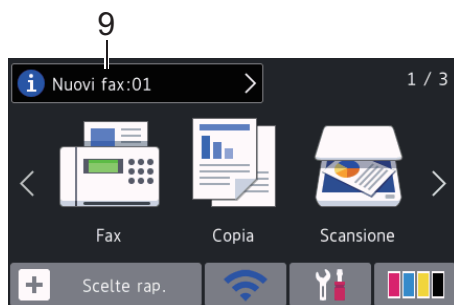 9
Nuovi fax:01
1 / 3
Fax Copia Scansione
Scelte rap.